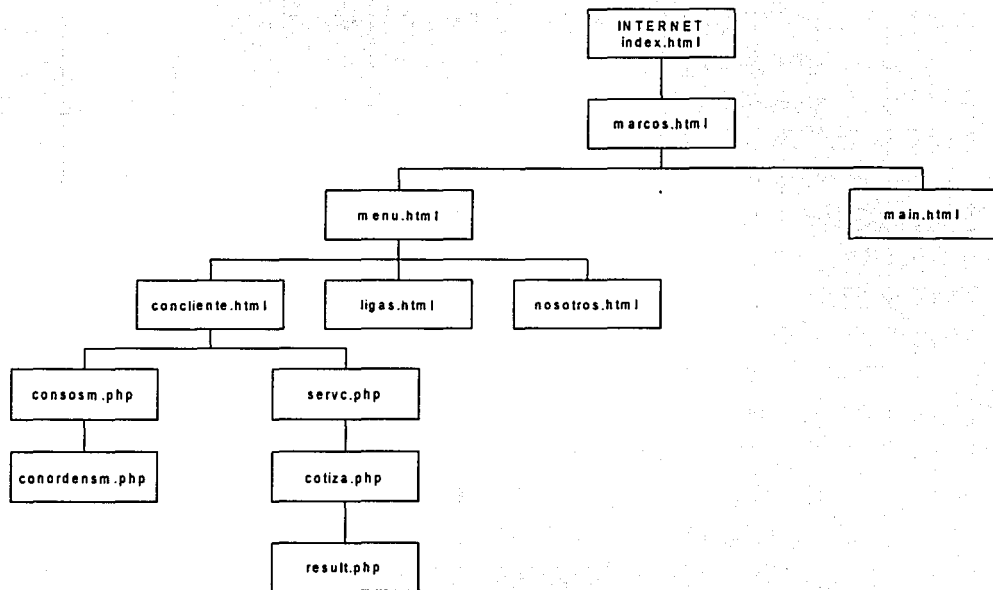 INTERNET
index.html
marcos.html
menu.html
main.html
concliente.html
ligas.html
nosotros.html
consosm.php
servc.php
conordensm.php
cotiza.php
result.php